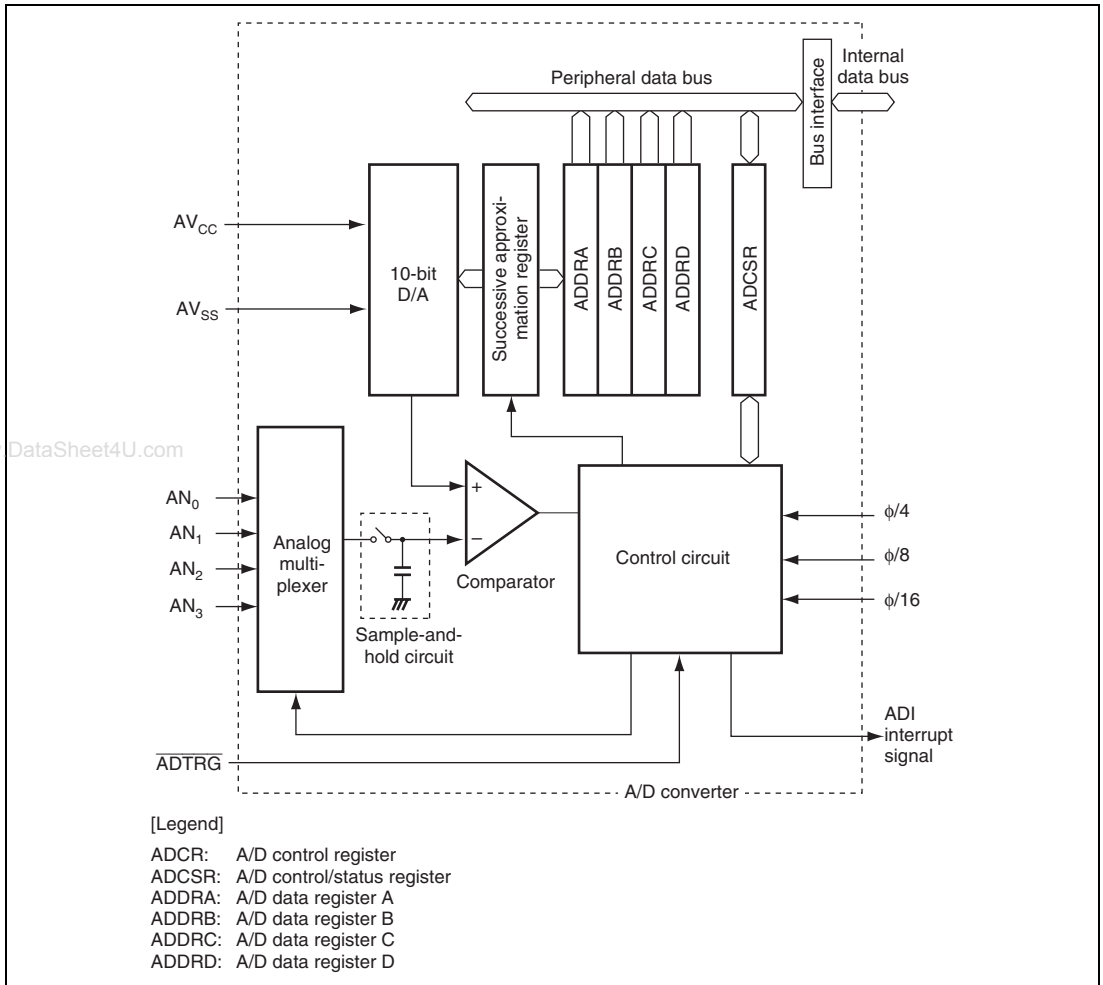 Peripheral data bus
Internal
data bus
Bus interface
AVCC
AVSS
10-bit
D/A
Successive approxi-
mation register
ADDRA
ADDRB
ADDRC
ADDRD
ADCSR
DataSheet4U.com
AN0
AN1
AN2
AN3
Analog
multi-
plexer
+
−
Comparator
Sample-and-
hold circuit
Control circuit
ϕ/4
ϕ/8
ϕ/16
ADI
interrupt
signal
ADTRG
A/D converter
[Legend]
ADCR: A/D control register
ADCSR: A/D control/status register
ADDRA: A/D data register A
ADDRB: A/D data register B
ADDRC: A/D data register C
ADDRD: A/D data register D